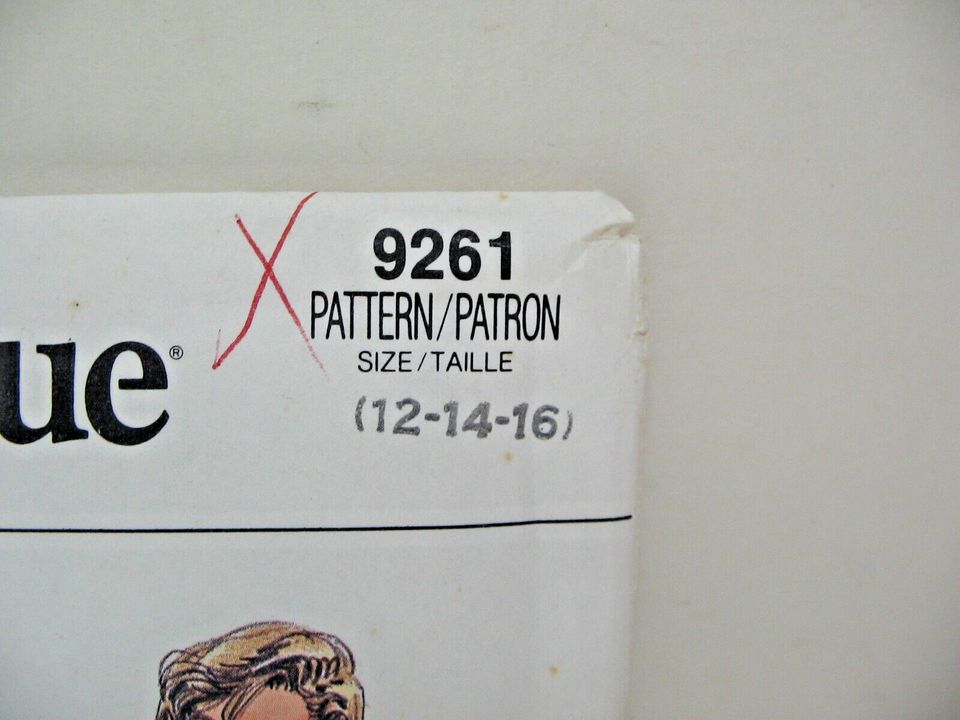 9261
PATTERN/PATRON
ue®
SIZE/TAILLE
(12-14-16)